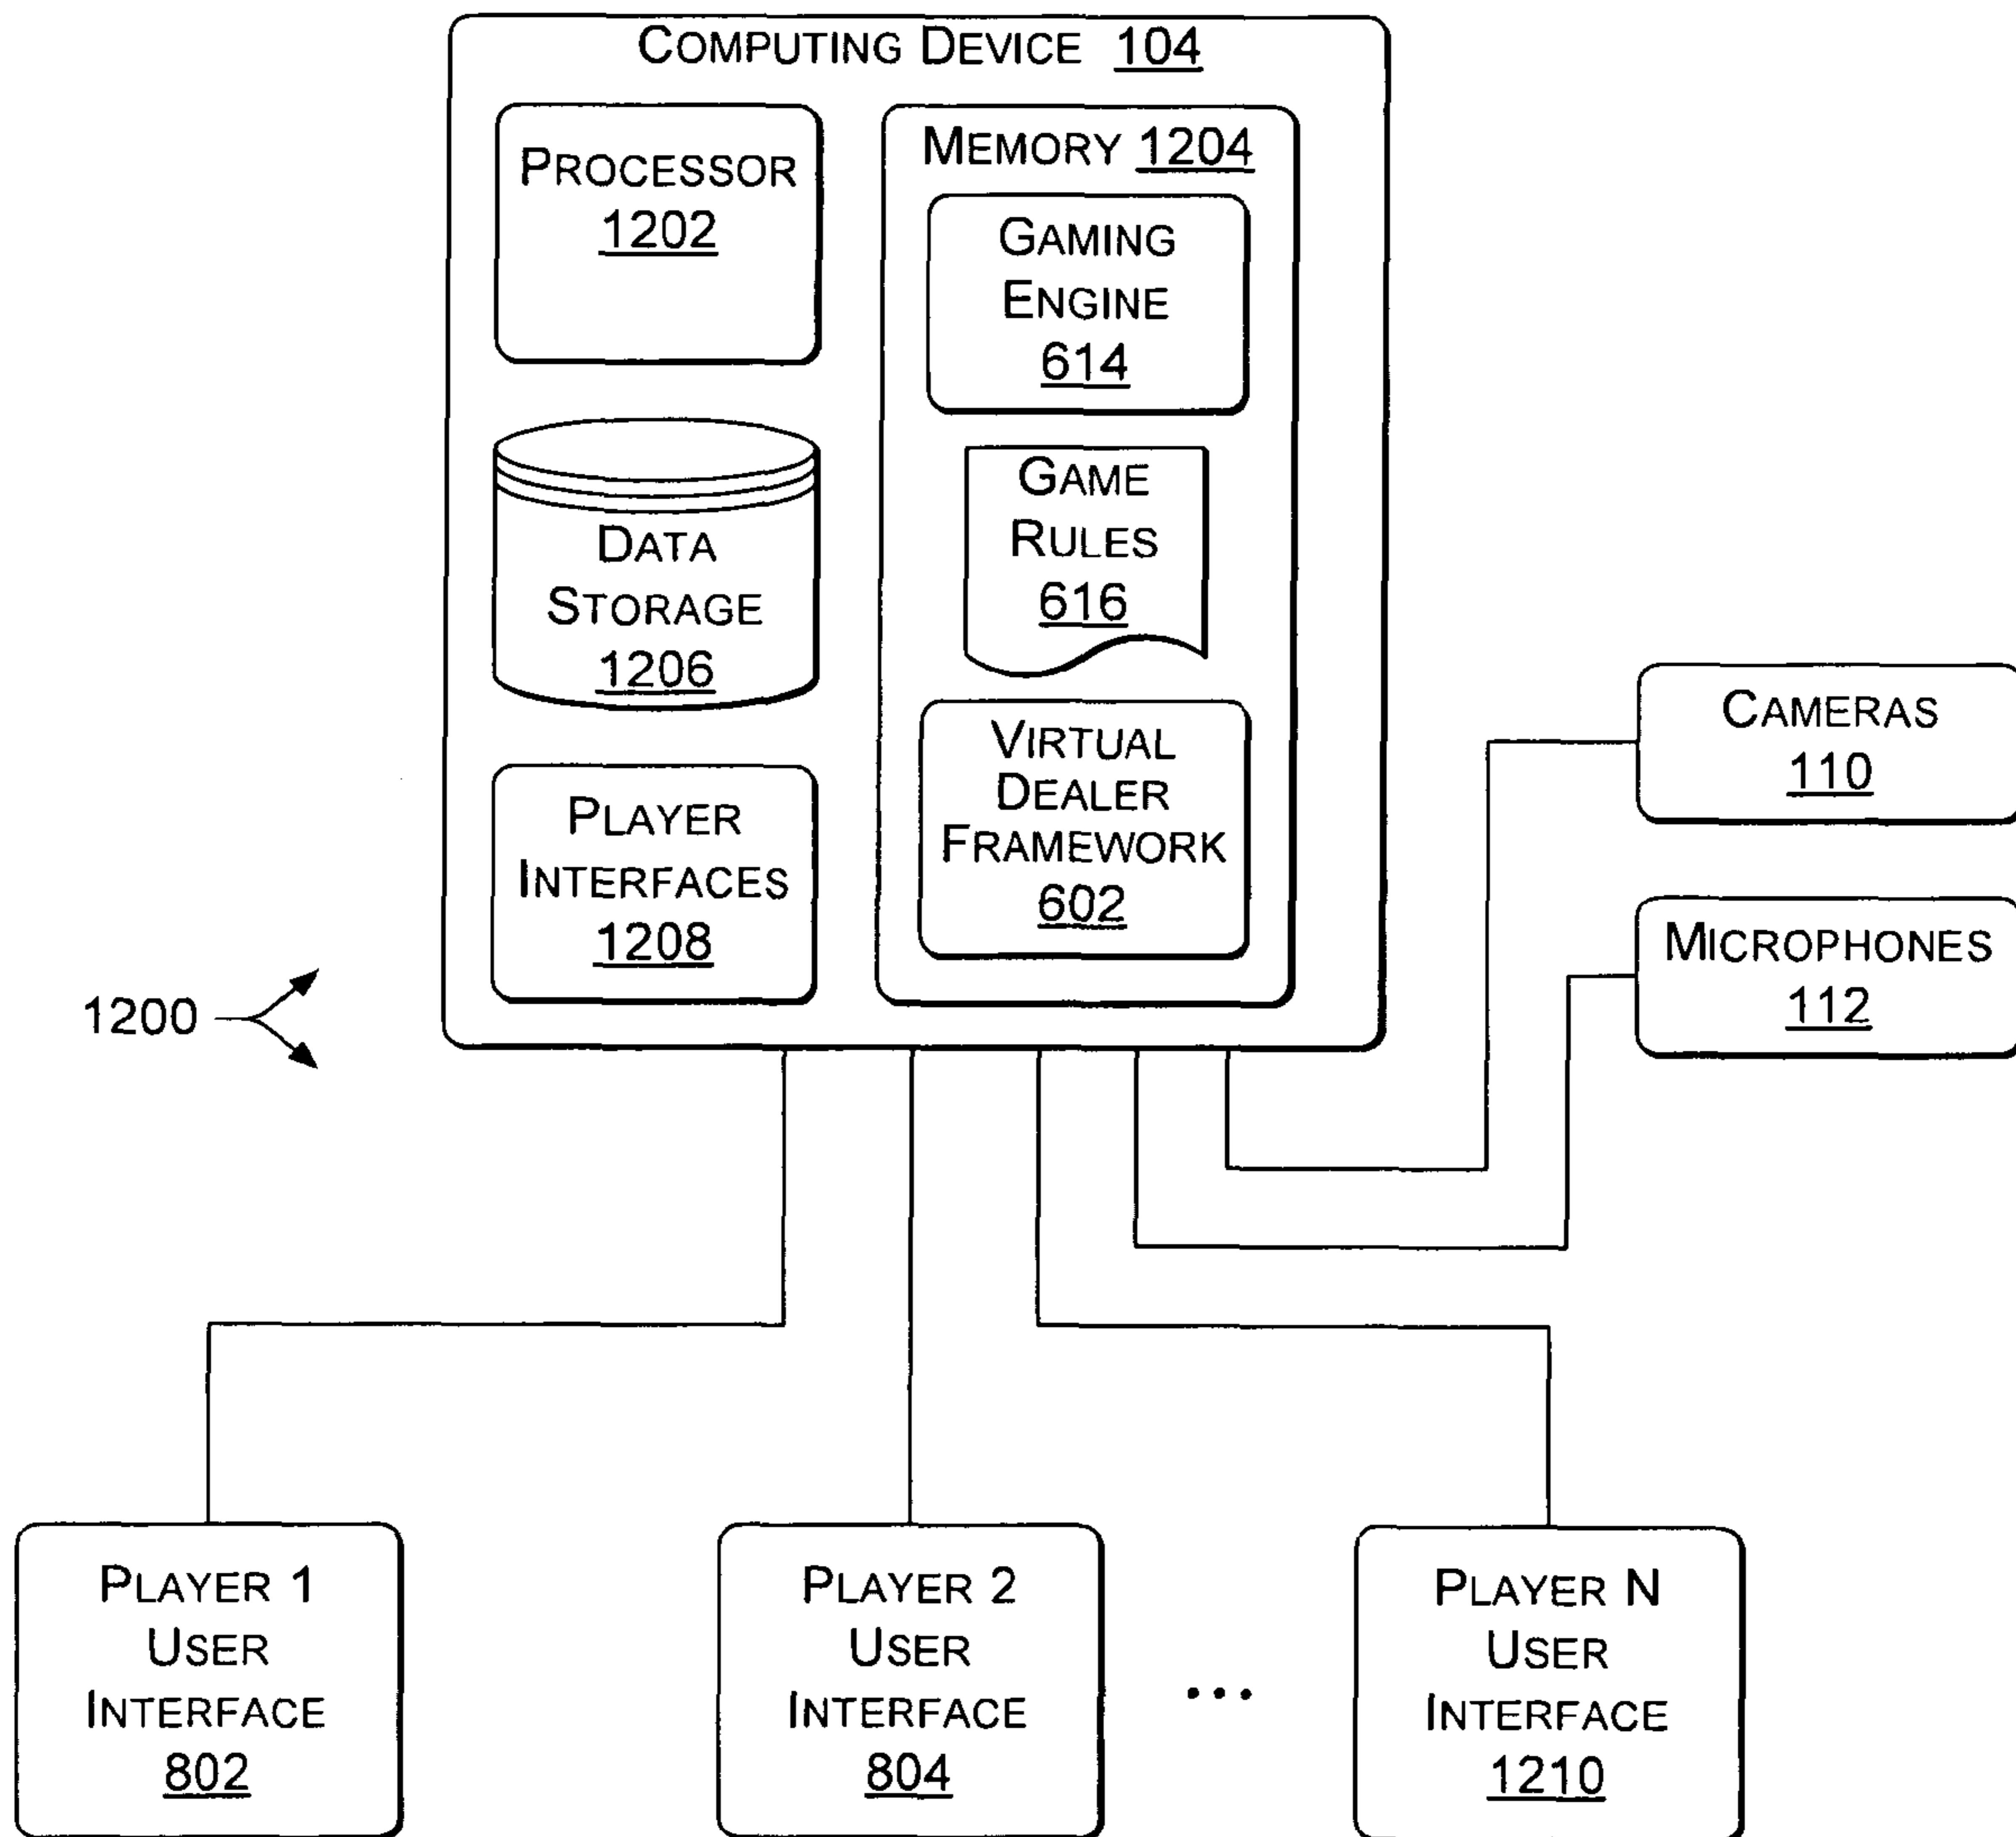 COMPUTING DEVICE 104
PROCESSOR
1202
MEMORY 1204
GAMING
ENGINE
614
DATA
STORAGE
1206
GAME
RULES
616
PLAYER
INTERFACES
1208
VIRTUAL
DEALER
FRAMEWORK
602
CAMERAS
110
MICROPHONES
112
1200
PLAYER 1
USER
INTERFACE
802
PLAYER 2
USER
INTERFACE
804
...
PLAYER N
USER
INTERFACE
1210